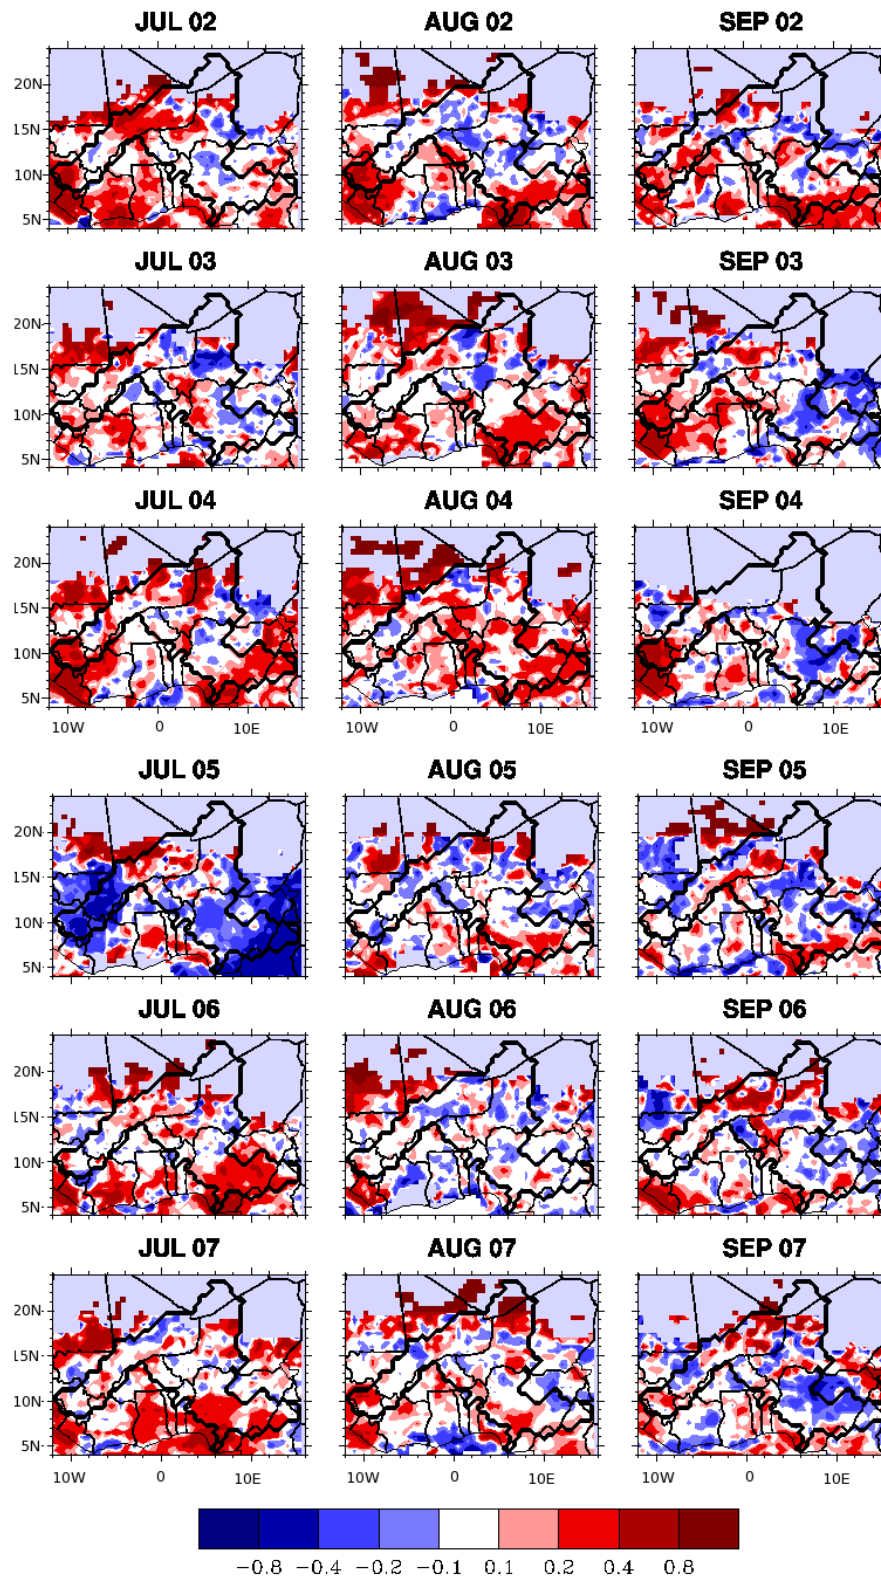 JUL 02 AUG 02 SEP 02
20N
15N
10N
5N
JUL 03 AUG 03 SEP 03
20N
15N
10N
5N
JUL 04 AUG 04 SEP 04
20N
15N
10N
5N
10W 0 10E 10W 0 10E 10W 0 10E
JUL 05 AUG 05 SEP 05
20N
15N
10N
5N
JUL 06 AUG 06 SEP 06
20N
15N
10N
5N
JUL 07 AUG 07 SEP 07
20N
15N
10N
5N
10W 0 10E 10W 0 10E 10W 0 10E
−0.8 −0.4 −0.2 −0.1 0.1 0.2 0.4 0.8